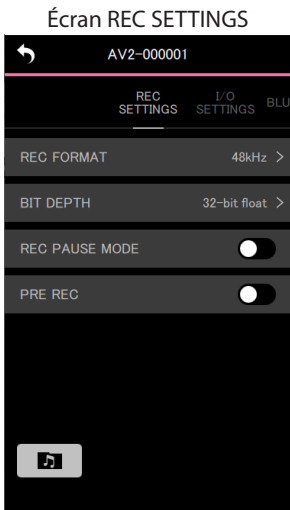 Écran REC SETTINGS
AV2-000001
REC SETTINGS
I/O SETTINGS
BLU
REC FORMAT 48kHz >
BIT DEPTH 32-bit float >
REC PAUSE MODE
PRE REC